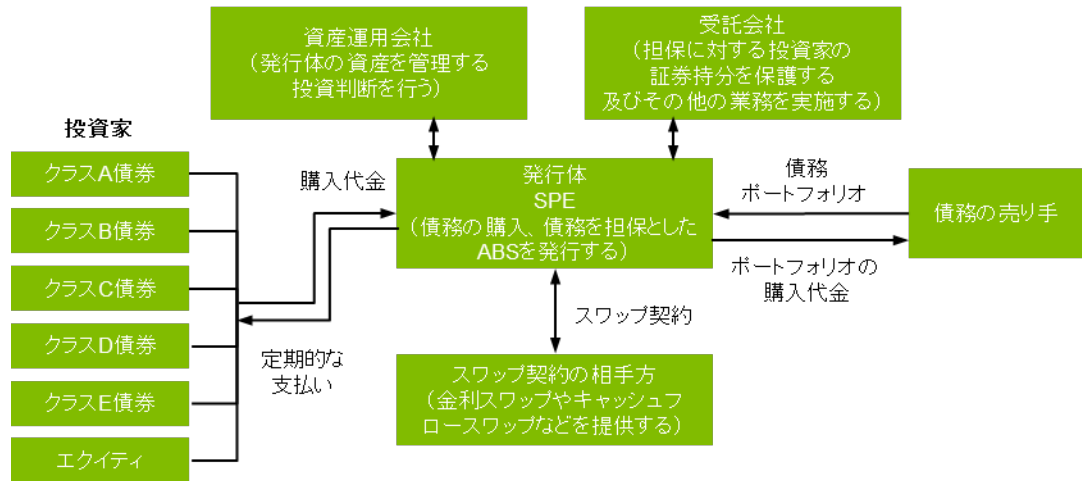 資産運用会社
（発行体の資産を管理する
投資判断を行う）
受託会社
（担保に対する投資家の
証券持分を保護する
及びその他の業務を実施する）
投資家
クラスA債券
クラスB債券
クラスC債券
クラスD債券
クラスE債券
エクイティ
購入代金
定期的な
支払い
発行体
SPE
（債務の購入、債務を担保とした
ABSを発行する）
債務
ポートフォリオ
ポートフォリオの
購入代金
債務の売り手
スワップ契約
スワップ契約の相手方
（金利スワップやキャッシュフ
ロースワップなどを提供する）